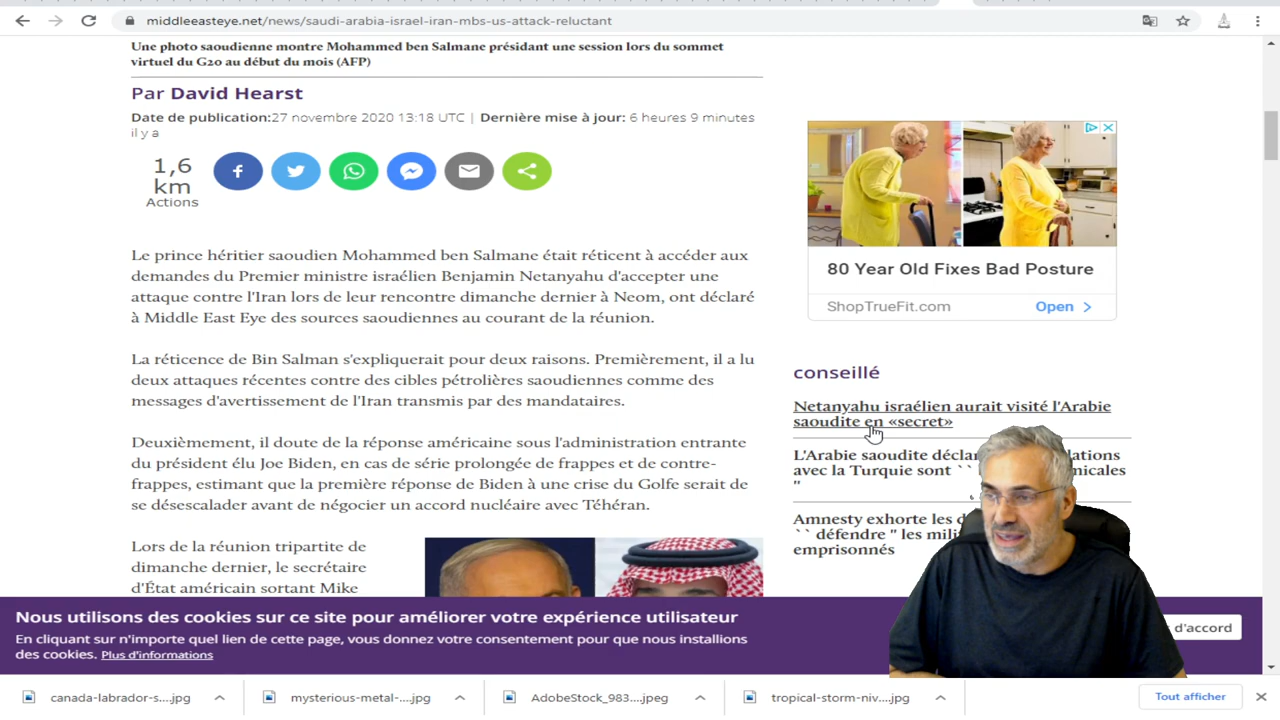 middleeasteye.net/news/saudi-arabia-israel-iran-mbs-us-attack-reluctant
Une photo saoudienne montre Mohammed ben Salmane présidant une session lors du sommet
virtuel du G20 au début du mois (AFP)
Par David Hearst
Date de publication:27 novembre 2020 13:18 UTC | Dernière mise à jour: 6 heures 9 minutes
il y a
1,6
km
Actions
Le prince héritier saoudien Mohammed ben Salmane était réticent à accéder aux
demandes du Premier ministre israélien Benjamin Netanyahu d'accepter une
attaque contre l'Iran lors de leur rencontre dimanche dernier à Neom, ont déclaré
à Middle East Eye des sources saoudiennes au courant de la réunion.
La réticence de Bin Salman s'expliquerait pour deux raisons. Premièrement, il a lu
deux attaques récentes contre des cibles pétrolières saoudiennes comme des
messages d'avertissement de l'Iran transmis par des mandataires.
Deuxièmement, il doute de la réponse américaine sous l'administration entrante
du président élu Joe Biden, en cas de série prolongée de frappes et de contre-
frappes, estimant que la première réponse de Biden à une crise du Golfe serait de
se désescalader avant de négocier un accord nucléaire avec Téhéran.
Lors de la réunion tripartite de
dimanche dernier, le secrétaire
d'État américain sortant Mike
80 Year Old Fixes Bad Posture
ShopTrueFit.com
Open >
conseillé
Netanyahu israélien aurait visité l'Arabie
saoudite en «secret»
L'Arabie saoudite décla
lations
avec la Turquie sont ``
micales
"
Amnesty exhorte les d
`` défendre " les mili
emprisonnés
Nous utilisons des cookies sur ce site pour améliorer votre expérience utilisateur
En cliquant sur n'importe quel lien de cette page, vous donnez votre consentement pour que nous installions
des cookies. Plus d'informations
d'accord
canada-labrador-s....jpg
mysterious-metal-....jpg
AdobeStock_983....jpeg
tropical-storm-niv....jpg
Tout afficher